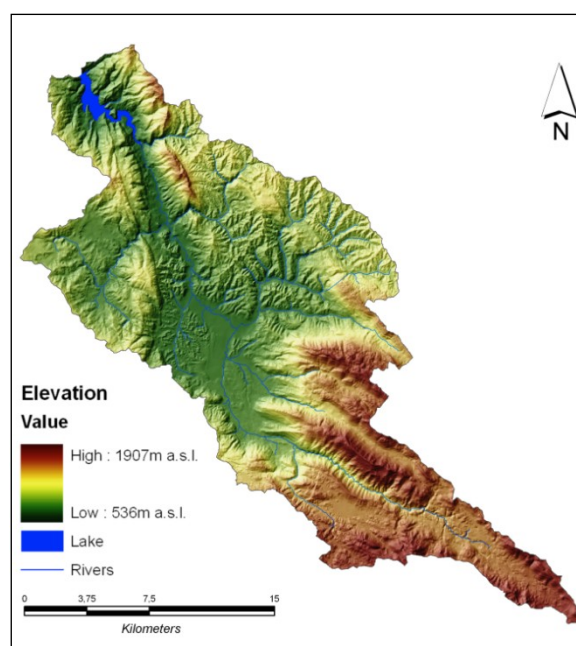 N
Elevation
Value
High : 1907m a.s.l.
Low : 536m a.s.l.
Lake
Rivers
0 3.75 7.5 15
Kilometers